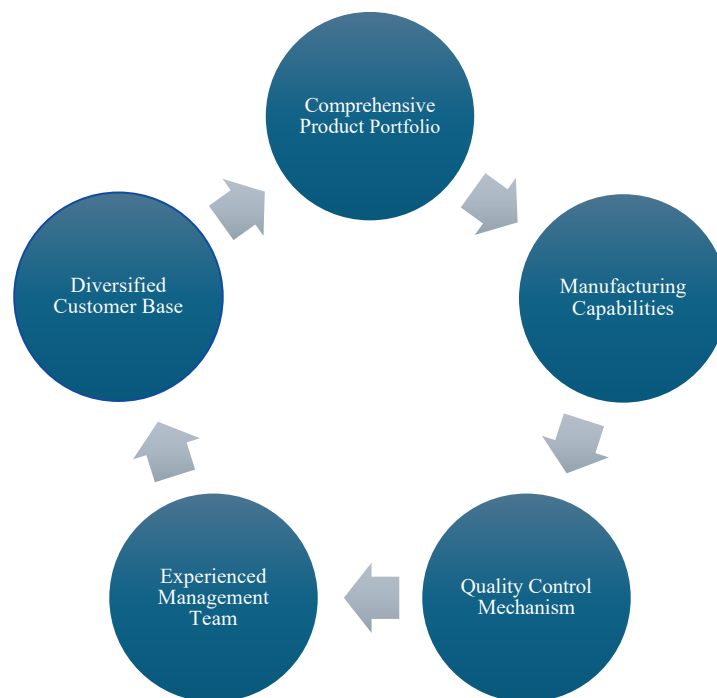 Comprehensive
Product Portfolio
Manufacturing
Capabilities
Quality Control
Mechanism
Experienced
Management
Team
Diversified
Customer Base